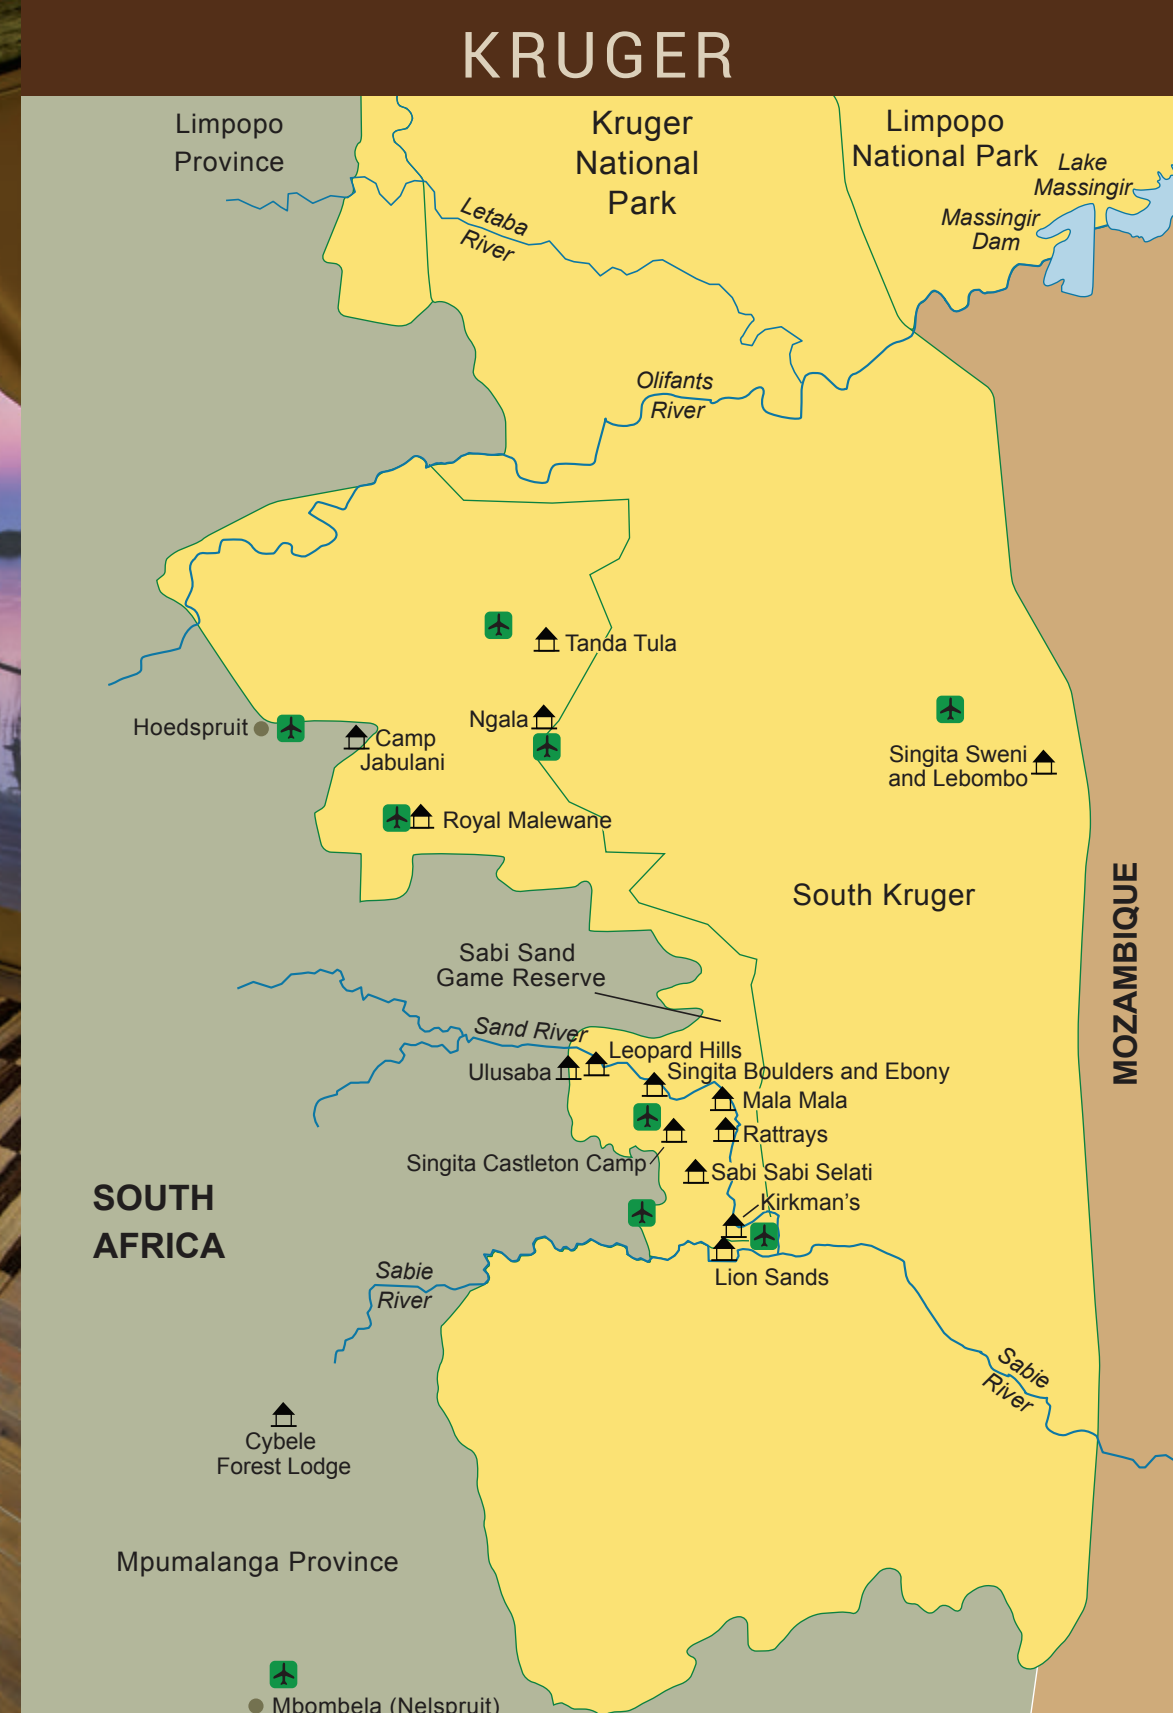 KRUGER
Limpopo
Province
Kruger
National
Park
Limpopo
National Park
Lake
Massingir
Massingir
Dam
Letaba
River
Olifants
River
Tanda Tula
Hoedspruit
Camp
Jabulani
Ngala
Singita Sweni
and Lebombo
Royal Malewane
South Kruger
MOZAMBIQUE
Sabi Sand
Game Reserve
Sand River
Leopard Hills
Ulusaba
Singita Boulders and Ebony
Mala Mala
Rattrays
Singita Castleton Camp
Sabi Sabi Selati
Kirkman's
SOUTH
AFRICA
Lion Sands
Sabie
River
Sabie
River
Cybele
Forest Lodge
Mpumalanga Province
Mbombela (Nelspruit)